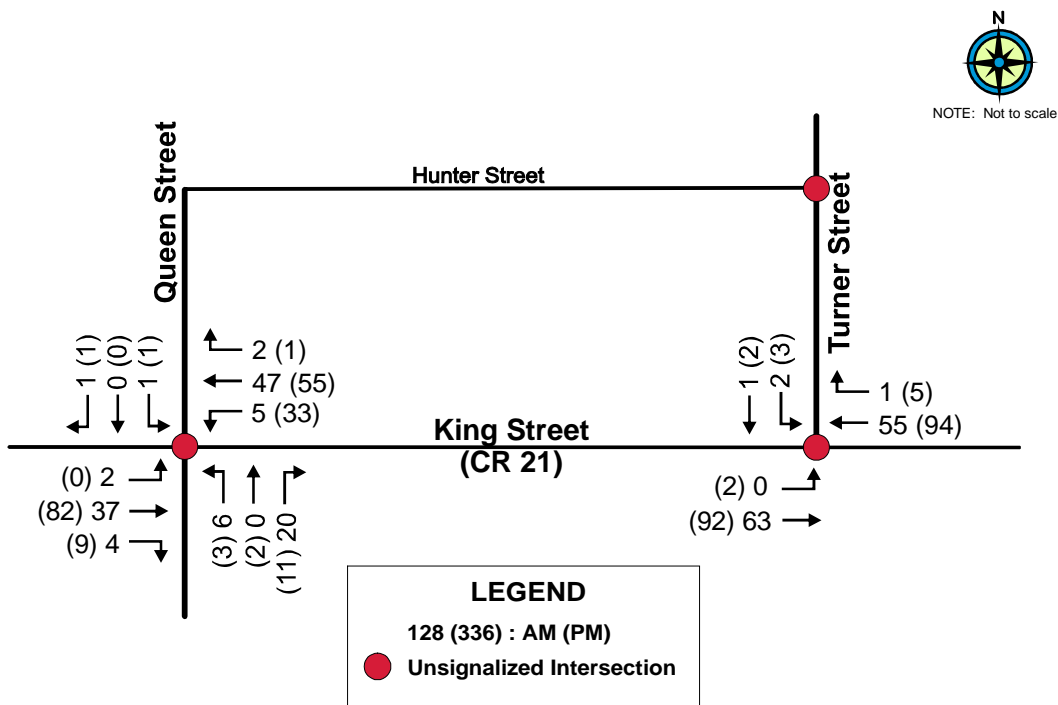 N
NOTE: Not to scale
Hunter Street
Queen Street
Turner Street
1 (1)
0 (0)
1 (1)
2 (1)
47 (55)
5 (33)
1 (2)
2 (3)
1 (5)
55 (94)
King Street
(CR 21)
(0) 2
(82) 37
(9) 4
(3) 6
(2) 0
(11) 20
(2) 0
(92) 63
LEGEND
128 (336) : AM (PM)
Unsignalized Intersection